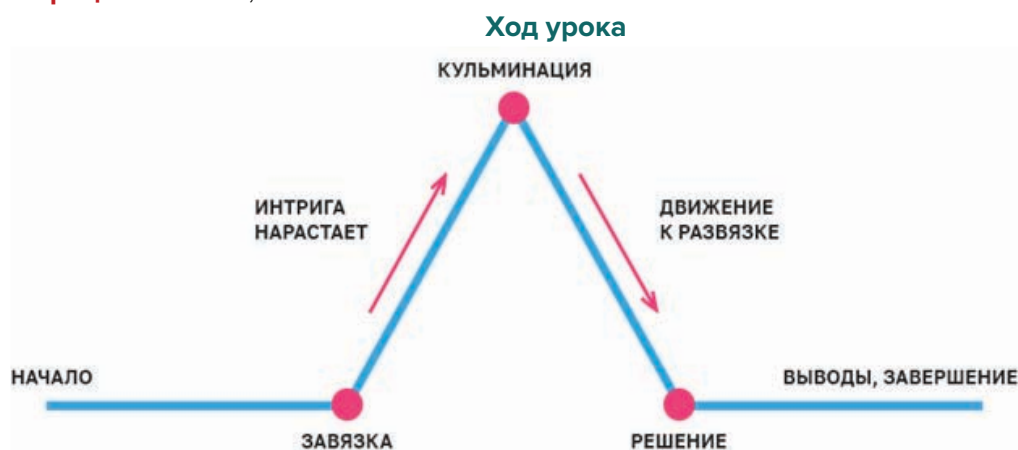 Ход урока
КУЛЬМИНАЦИЯ
ИНТРИГА
НАРАСТАЕТ
ДВИЖЕНИЕ
К РАЗВЯЗКЕ
НАЧАЛО
ВЫВОДЫ, ЗАВЕРШЕНИЕ
ЗАВЯЗКА
РЕШЕНИЕ